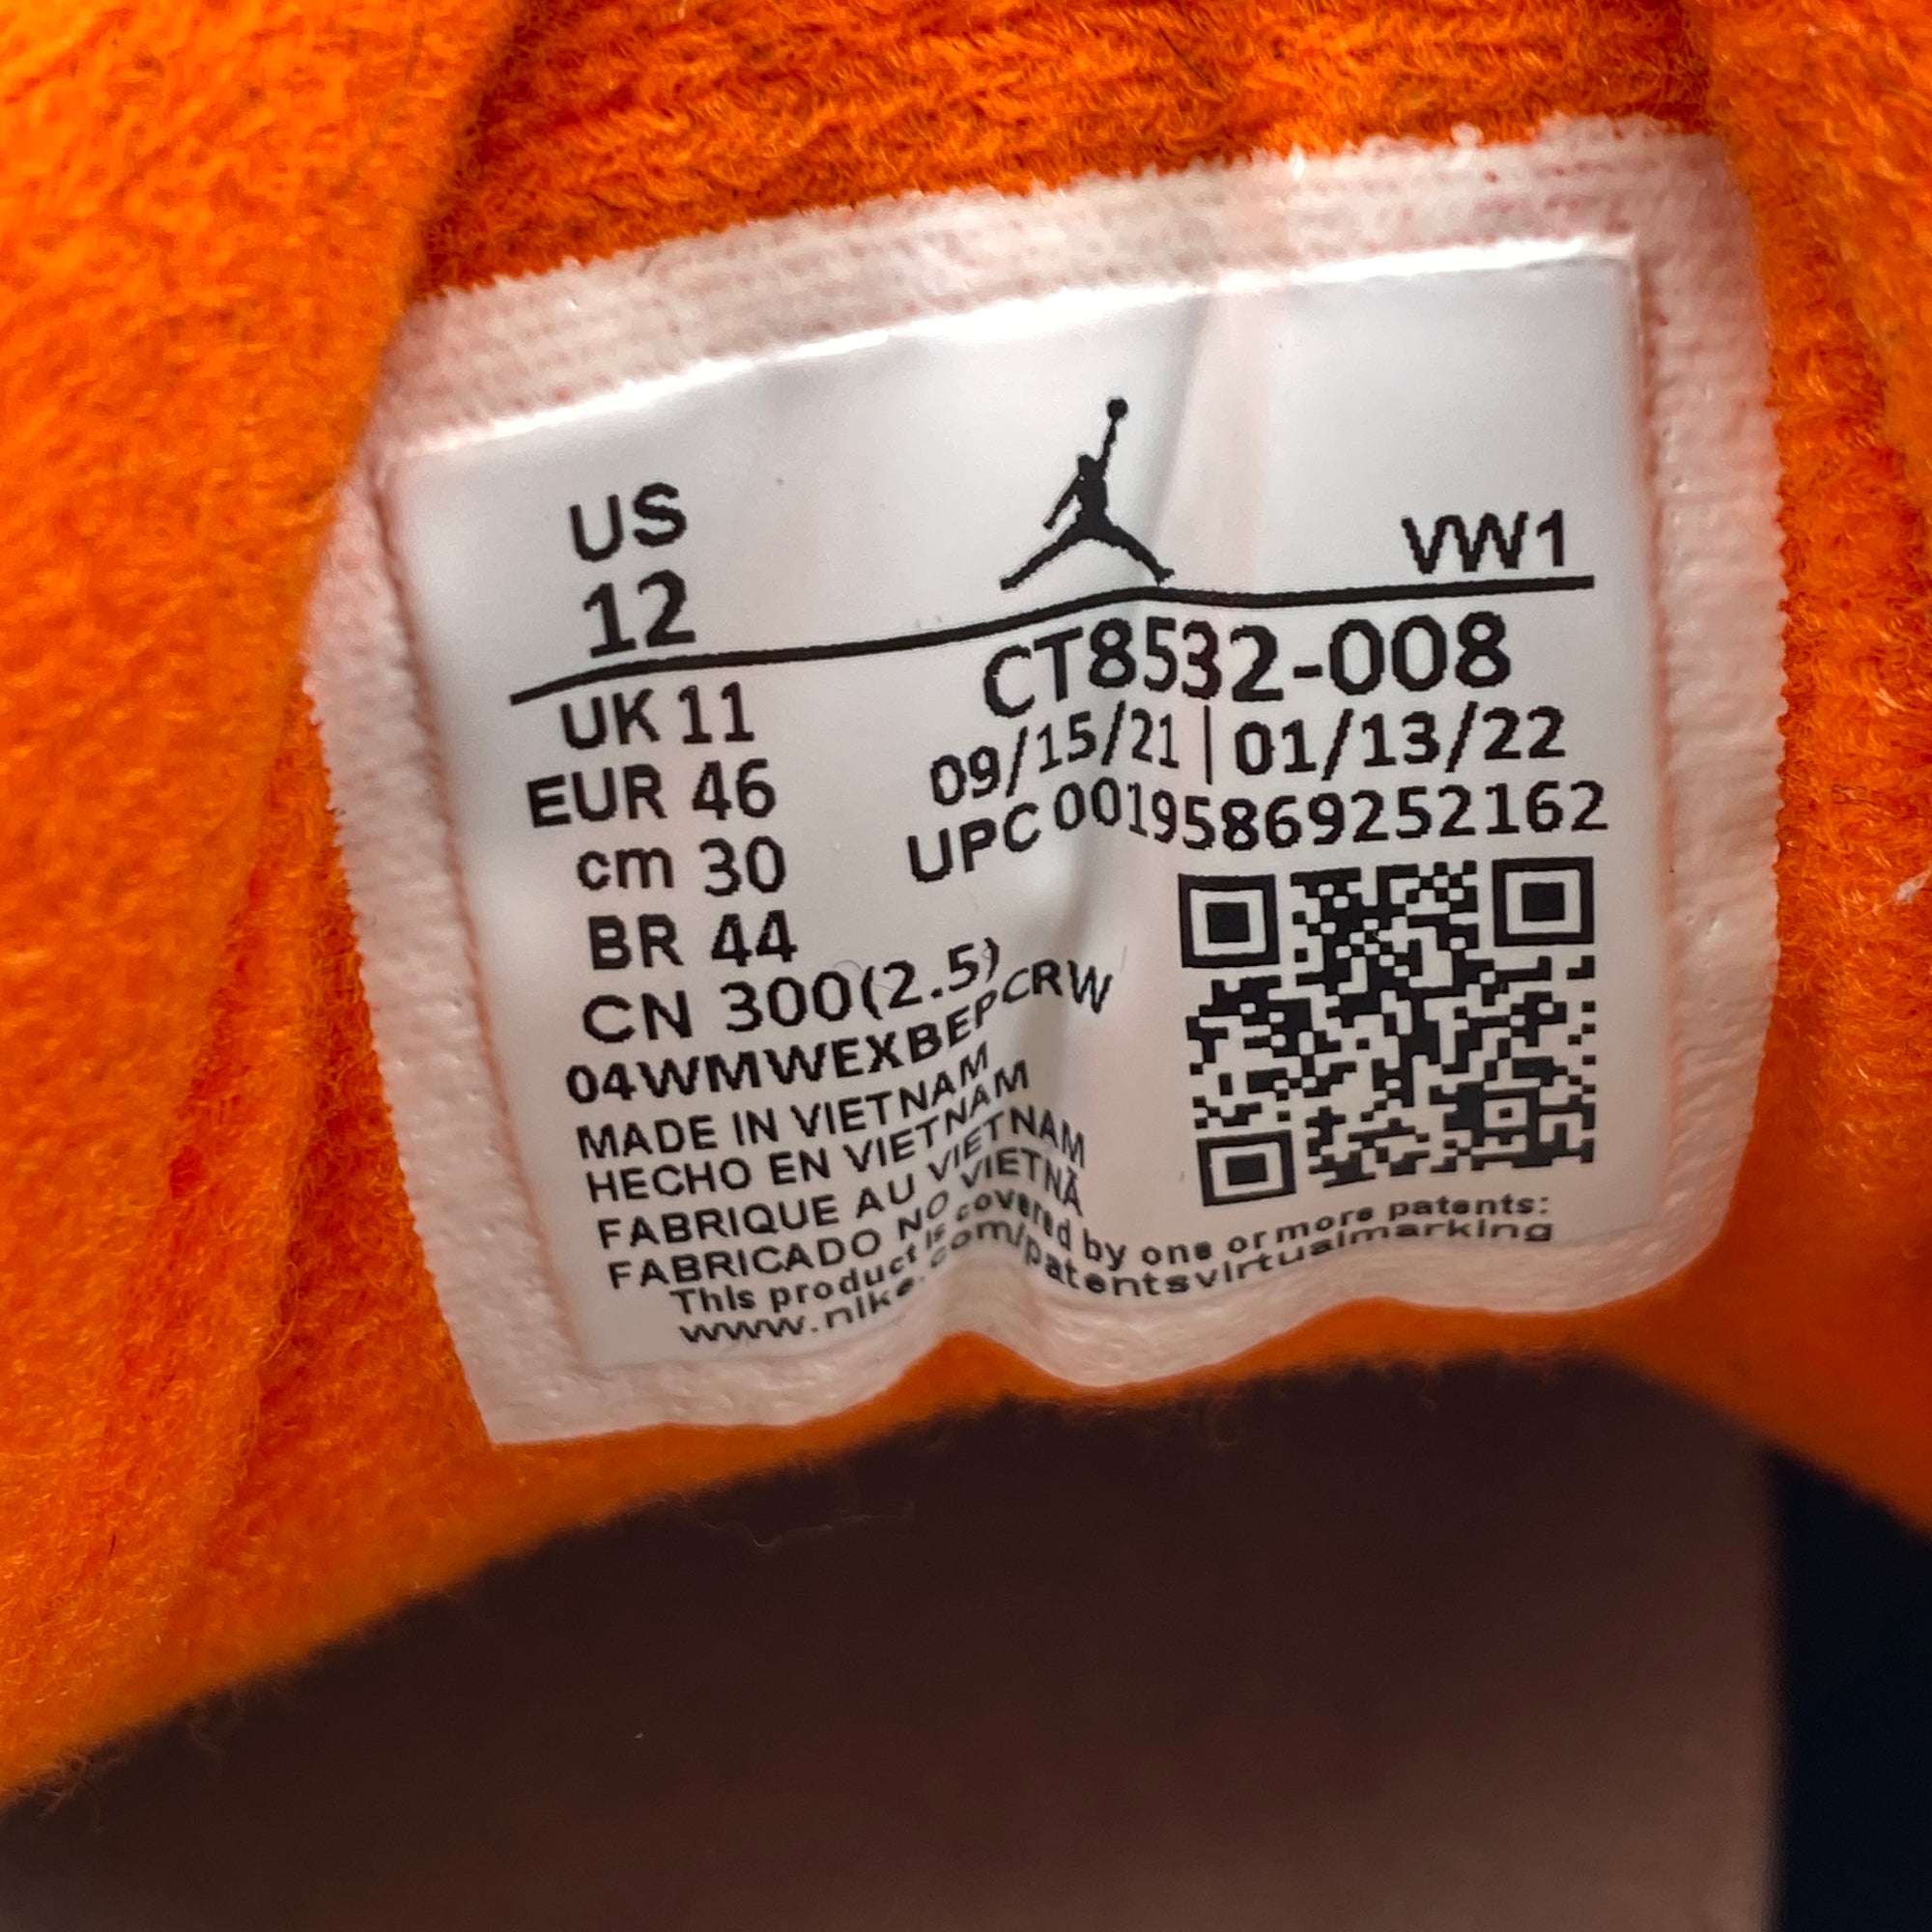 US
12
VW1
UK 11
EUR 46
cm 30
BR 44
CN 300(2.5)
CT8532-008
09/15/21 | 01/13/22
UPC 00195869252162
04WMWEXBEPCRW
MADE IN VIETNAM
HECHO EN VIETNAM
FABRIQUE AU VIETNAM
FABRICADO NO VIETNÃ
This product is covered by one or more patents:
www.nike.com/patentsvirtualmarking